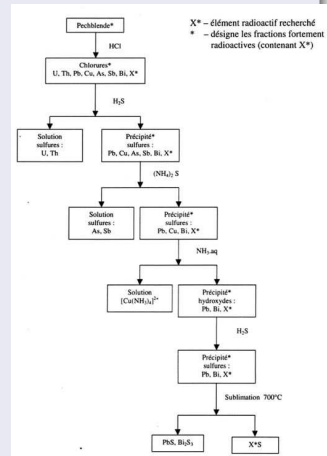 Pechblende*
X* – élément radioactif recherché
* – désigne les fractions fortement
radioactives (contenant X*)
HCl
Chlorures*
U, Th, Pb, Cu, As, Sb, Bi, X*
H₂S
Solution
sulfures :
U, Th
Précipité*
sulfures :
Pb, Cu, As, Sb, Bi, X*
(NH₄)₂ S
Solution
sulfures :
As, Sb
Précipité*
sulfures :
Pb, Cu, Bi, X*
NH₃.aq
Solution
[Cu(NH₃)₄]²⁺
Précipité*
hydroxydes :
Pb, Bi, X*
H₂S
Précipité*
sulfures :
Pb, Bi, X*
Sublimation 700°C
PbS, Bi₂S₃
X*S